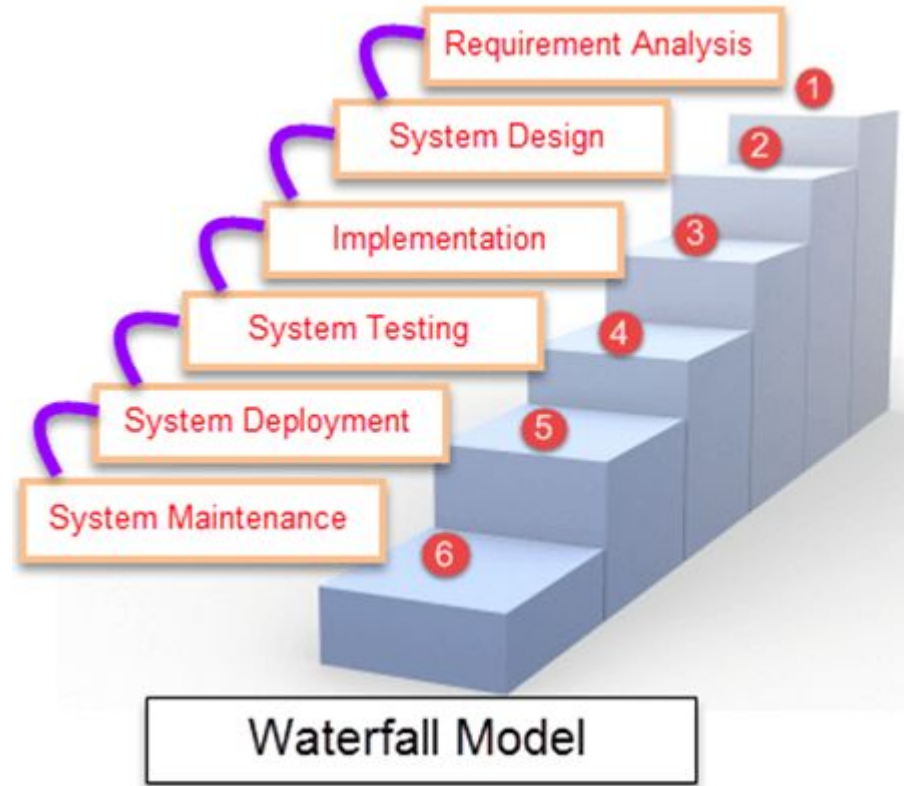 Requirement Analysis
1
System Design
2
Implementation
3
System Testing
4
System Deployment
5
System Maintenance
6
Waterfall Model